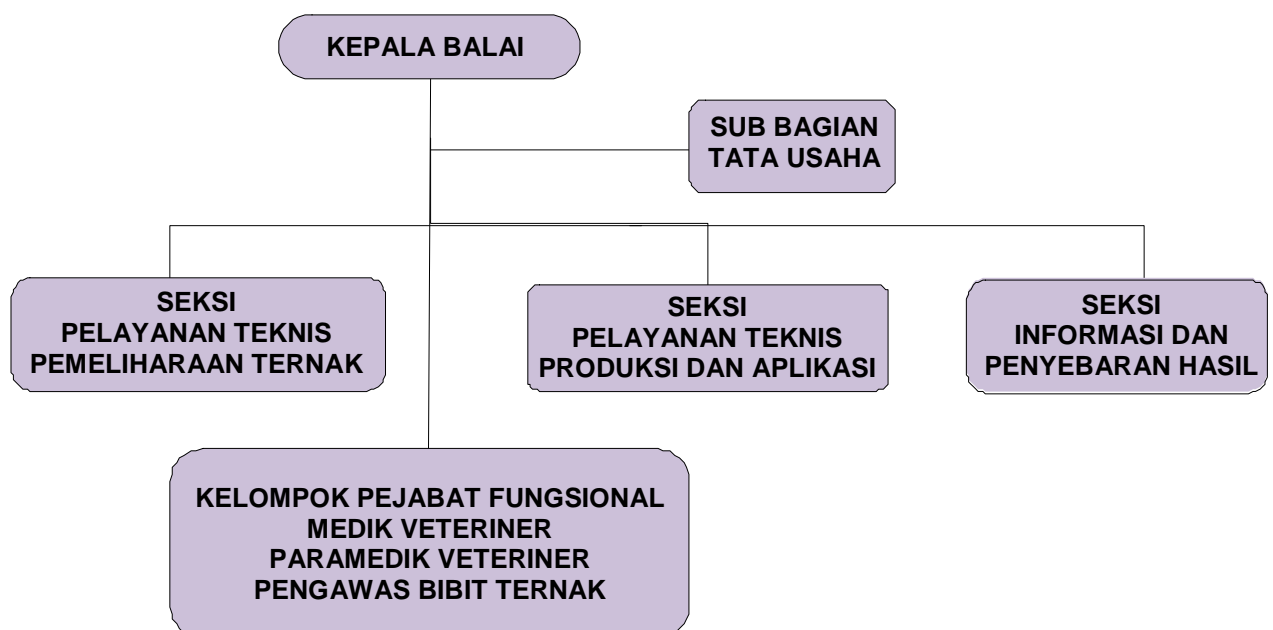 KEPALA BALAI
SUB BAGIAN
TATA USAHA
SEKSI
PELAYANAN TEKNIS
PEMELIHARAAN TERNAK
SEKSI
PELAYANAN TEKNIS
PRODUKSI DAN APLIKASI
SEKSI
INFORMASI DAN
PENYEBARAN HASIL
KELOMPOK PEJABAT FUNGSIONAL
MEDIK VETERINER
PARAMEDIK VETERINER
PENGAWAS BIBIT TERNAK